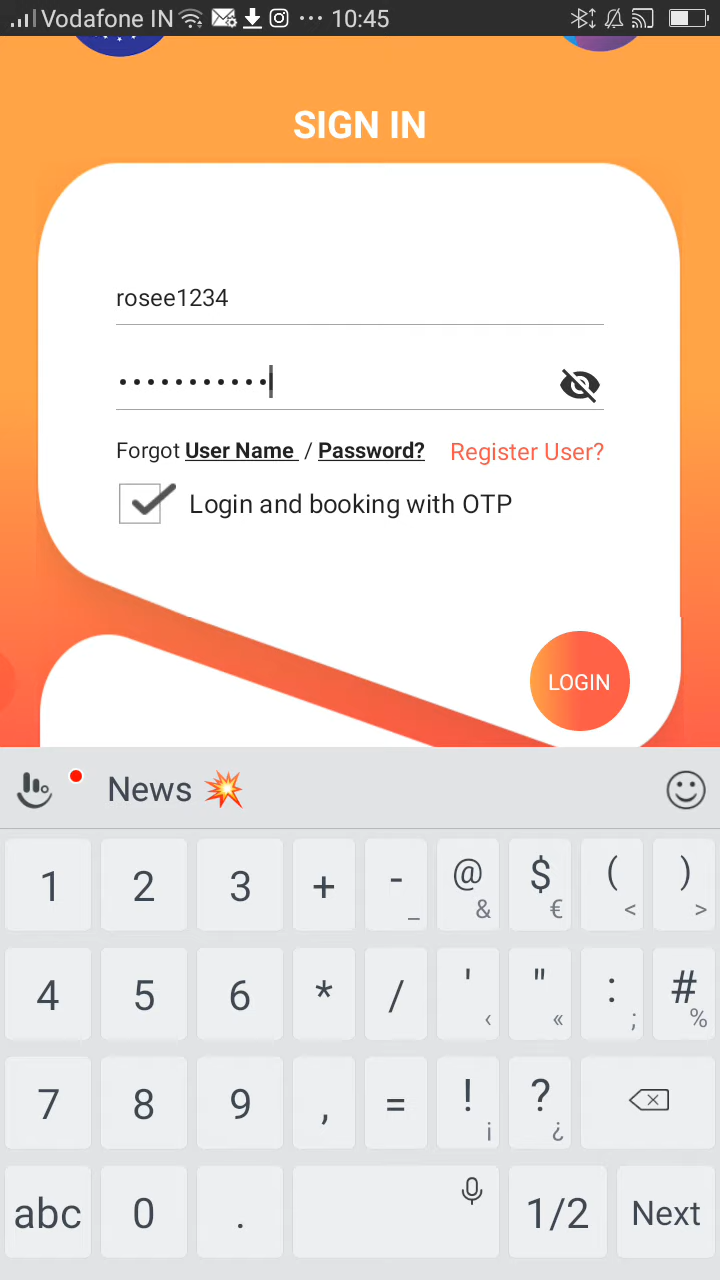 Vodafone IN ... 10:45
SIGN IN
rosee1234
...........
Forgot User Name / Password? Register User?
Login and booking with OTP
LOGIN
News 💥
1 2 3 + - _ @ & $ € ( < ) >
4 5 6 * / ' ‹ " « : ; # %
7 8 9 , = ! ¡ ? ¿
abc 0 . 1/2 Next